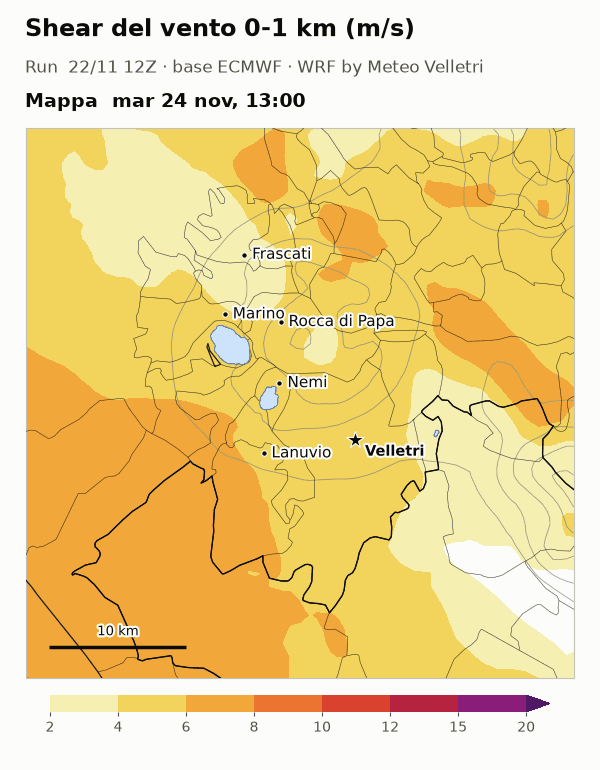 Shear del vento 0-1 km (m/s)
Run 22/11 12Z · base ECMWF · WRF by Meteo Velletri
Mappa mar 24 nov, 13:00
Frascati
Marino
Rocca di Papa
Nemi
Velletri
Lanuvio
10 km
2 4 6 8 10 12 15 20